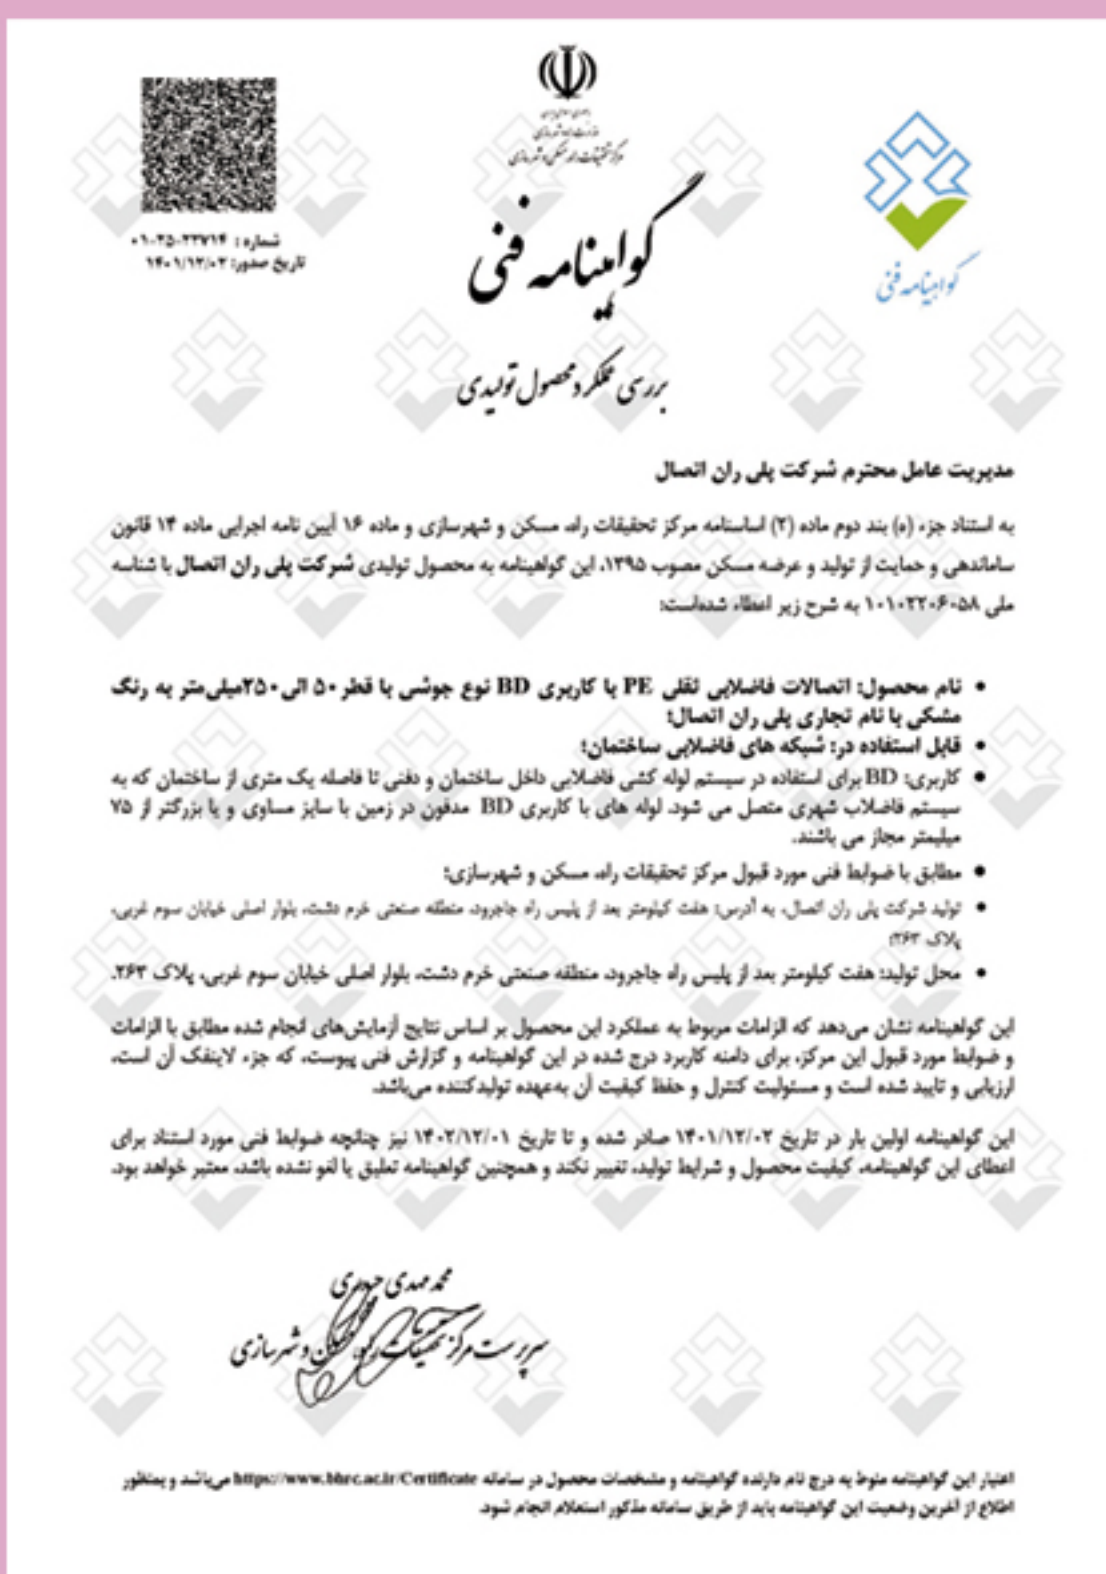 جمهوری اسلامی ایران
وزارت راه و شهرسازی
مرکز تحقیقات راه، مسکن و شهرسازی
شماره: ۲۳۷۱۴-۲۵-۰۱
تاریخ صدور: ۱۴۰۱/۱۲/۰۲
گواهینامه فنی
گواهینامه فنی
بررسی عملکرد محصول تولیدی
مدیریت عامل محترم شرکت پلی ران اتصال
به استناد جزء (ه) بند دوم ماده (۲) اساسنامه مرکز تحقیقات راه، مسکن و شهرسازی و ماده ۱۶ آیین نامه اجرایی ماده ۱۴ قانون
ساماندهی و حمایت از تولید و عرضه مسکن مصوب ۱۳۹۵، این گواهینامه به محصول تولیدی شرکت پلی ران اتصال با شناسه
ملی ۱۰۱۰۲۲۰۶۰۵۸ به شرح زیر اعطاء شده‌است:
● نام محصول: اتصالات فاضلابی ثقلی PE با کاربری BD نوع جوشی با قطر ۵۰ الی ۲۵۰میلی‌متر به رنگ
مشکی با نام تجاری پلی ران اتصال؛
● قابل استفاده در: شبکه های فاضلابی ساختمان؛
● کاربری: BD برای استفاده در سیستم لوله کشی فاضلابی داخل ساختمان و دفنی تا فاصله یک متری از ساختمان که به
سیستم فاضلاب شهری متصل می شود. لوله های با کاربری BD مدفون در زمین با سایز مساوی و یا بزرگتر از ۷۵
میلیمتر مجاز می باشند.
● مطابق با ضوابط فنی مورد قبول مرکز تحقیقات راه، مسکن و شهرسازی؛
● تولید شرکت پلی ران اتصال، به آدرس: هفت کیلومتر بعد از پلیس راه جاجرود، منطقه صنعتی خرم دشت، بلوار اصلی خیابان سوم غربی،
پلاک ۲۶۳؛
● محل تولید: هفت کیلومتر بعد از پلیس راه جاجرود، منطقه صنعتی خرم دشت، بلوار اصلی خیابان سوم غربی، پلاک ۲۶۳.
این گواهینامه نشان می‌دهد که الزامات مربوط به عملکرد این محصول بر اساس نتایج آزمایش‌های انجام شده مطابق با الزامات
و ضوابط مورد قبول این مرکز، برای دامنه کاربرد درج شده در این گواهینامه و گزارش فنی پیوست، که جزء لاینفک آن است،
ارزیابی و تایید شده است و مسئولیت کنترل و حفظ کیفیت آن به‌عهده تولیدکننده می‌باشد.
این گواهینامه اولین بار در تاریخ ۱۴۰۱/۱۲/۰۲ صادر شده و تا تاریخ ۱۴۰۲/۱۲/۰۱ نیز چنانچه ضوابط فنی مورد استناد برای
اعطای این گواهینامه، کیفیت محصول و شرایط تولید، تغییر نکند و همچنین گواهینامه تعلیق یا لغو نشده باشد، معتبر خواهد بود.
محمد مهدی حیدری
سرپرست مرکز تحقیقات راه، مسکن و شهرسازی
اعتبار این گواهینامه منوط به درج نام دارنده گواهینامه و مشخصات محصول در سامانه https://www.bhrc.ac.ir/Certificate می‌باشد و بمنظور
اطلاع از آخرین وضعیت این گواهینامه باید از طریق سامانه مذکور استعلام انجام شود.